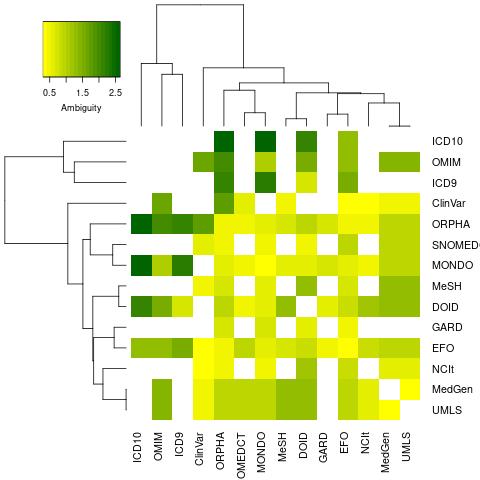 0.5 1.5 2.5
Ambiguity
ICD10
OMIM
ICD9
ClinVar
ORPHA
SNOMED
MONDO
MeSH
DOID
GARD
EFO
NCIt
MedGen
UMLS
ICD10
OMIM
ICD9
ClinVar
ORPHA
OMEDCT
MONDO
MeSH
DOID
GARD
EFO
NCIt
MedGen
UMLS